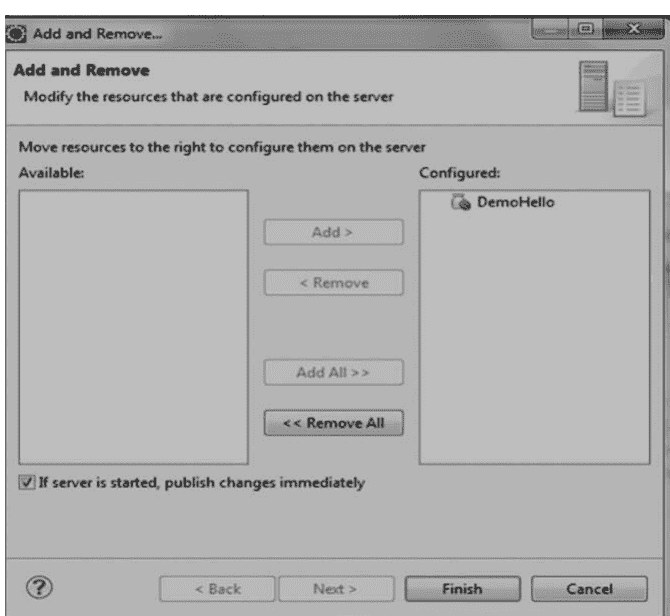 Add and Remove...
Add and Remove
Modify the resources that are configured on the server
Move resources to the right to configure them on the server
Available:
Configured:
DemoHello
Add >
< Remove
Add All >>
<< Remove All
If server is started, publish changes immediately
?
< Back
Next >
Finish
Cancel